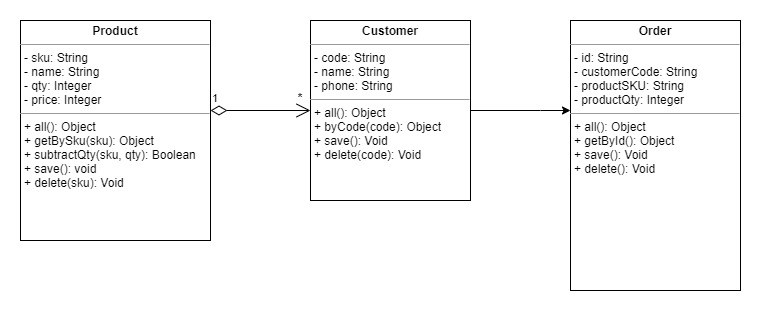 Product
- sku: String
- name: String
- qty: Integer
- price: Integer
+ all(): Object
+ getBySku(sku): Object
+ subtractQty(sku, qty): Boolean
+ save(): void
+ delete(sku): Void
1
*
Customer
- code: String
- name: String
- phone: String
+ all(): Object
+ byCode(code): Object
+ save(): Void
+ delete(code): Void
Order
- id: String
- customerCode: String
- productSKU: String
- productQty: Integer
+ all(): Object
+ getById(): Object
+ save(): Void
+ delete(): Void